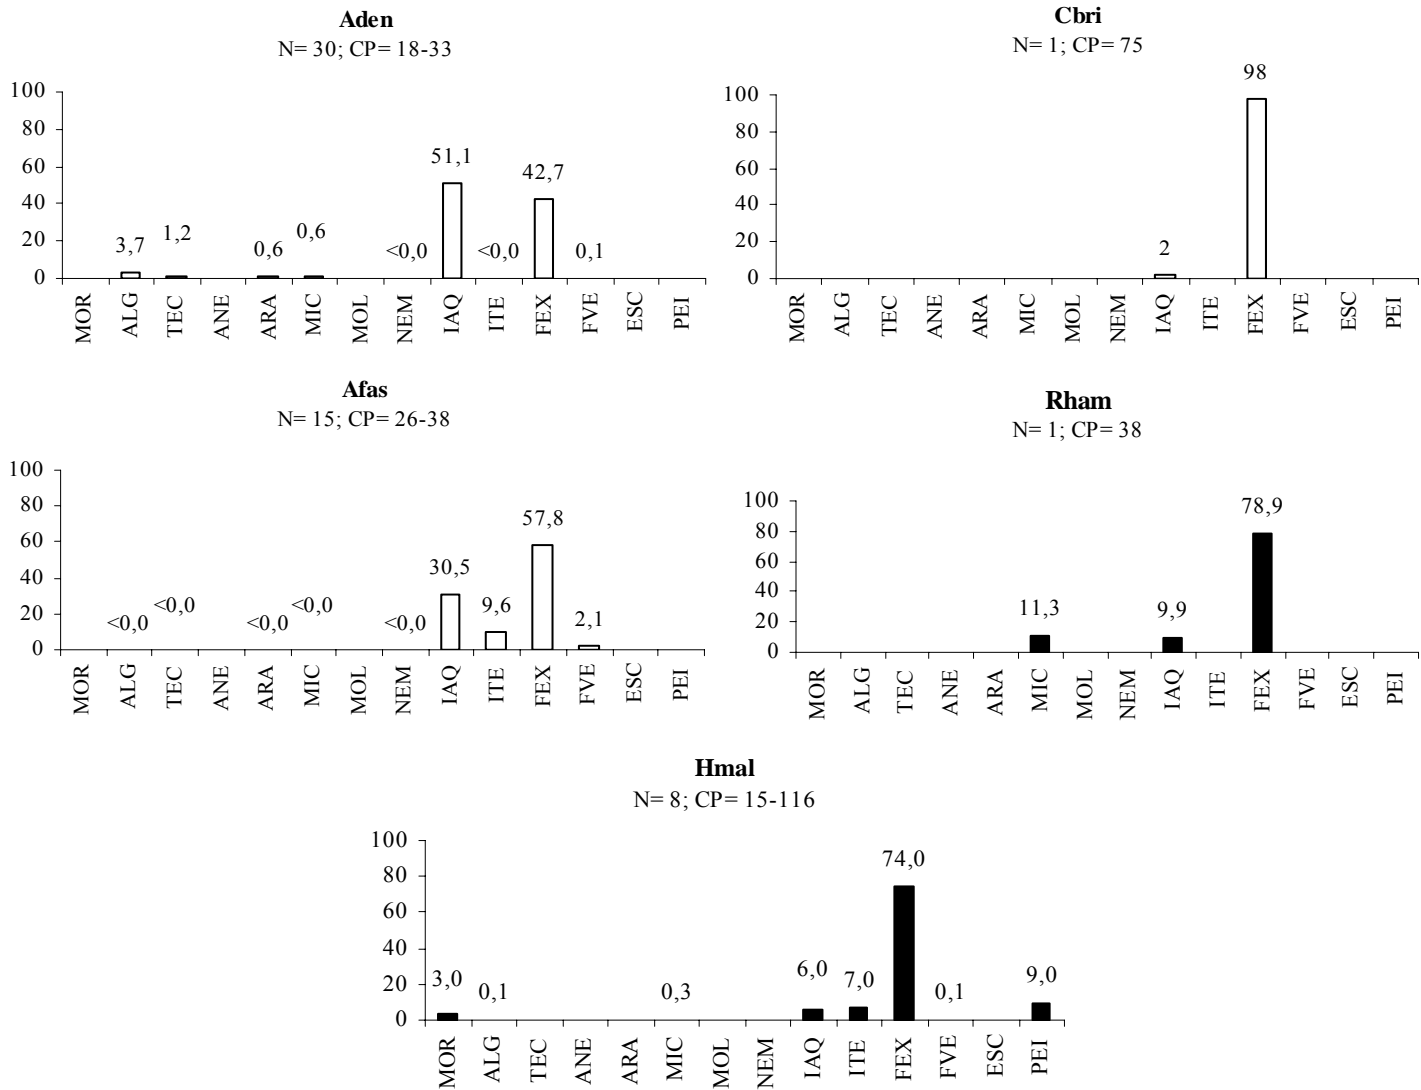 Aden
N= 30; CP= 18-33
100
80
60
40
20
0
3,7
1,2
0,6
0,6
<0,0
51,1
<0,0
42,7
0,1
MOR
ALG
TEC
ANE
ARA
MIC
MOL
NEM
IAQ
ITE
FEX
FVE
ESC
PEI
Cbri
N= 1; CP= 75
100
80
60
40
20
0
2
98
MOR
ALG
TEC
ANE
ARA
MIC
MOL
NEM
IAQ
ITE
FEX
FVE
ESC
PEI
Afas
N= 15; CP= 26-38
100
80
60
40
20
0
<0,0
<0,0
<0,0
<0,0
<0,0
30,5
9,6
57,8
2,1
MOR
ALG
TEC
ANE
ARA
MIC
MOL
NEM
IAQ
ITE
FEX
FVE
ESC
PEI
Rham
N= 1; CP= 38
100
80
60
40
20
0
11,3
9,9
78,9
MOR
ALG
TEC
ANE
ARA
MIC
MOL
NEM
IAQ
ITE
FEX
FVE
ESC
PEI
Hmal
N= 8; CP= 15-116
100
80
60
40
20
0
3,0
0,1
0,3
6,0
7,0
74,0
0,1
9,0
MOR
ALG
TEC
ANE
ARA
MIC
MOL
NEM
IAQ
ITE
FEX
FVE
ESC
PEI